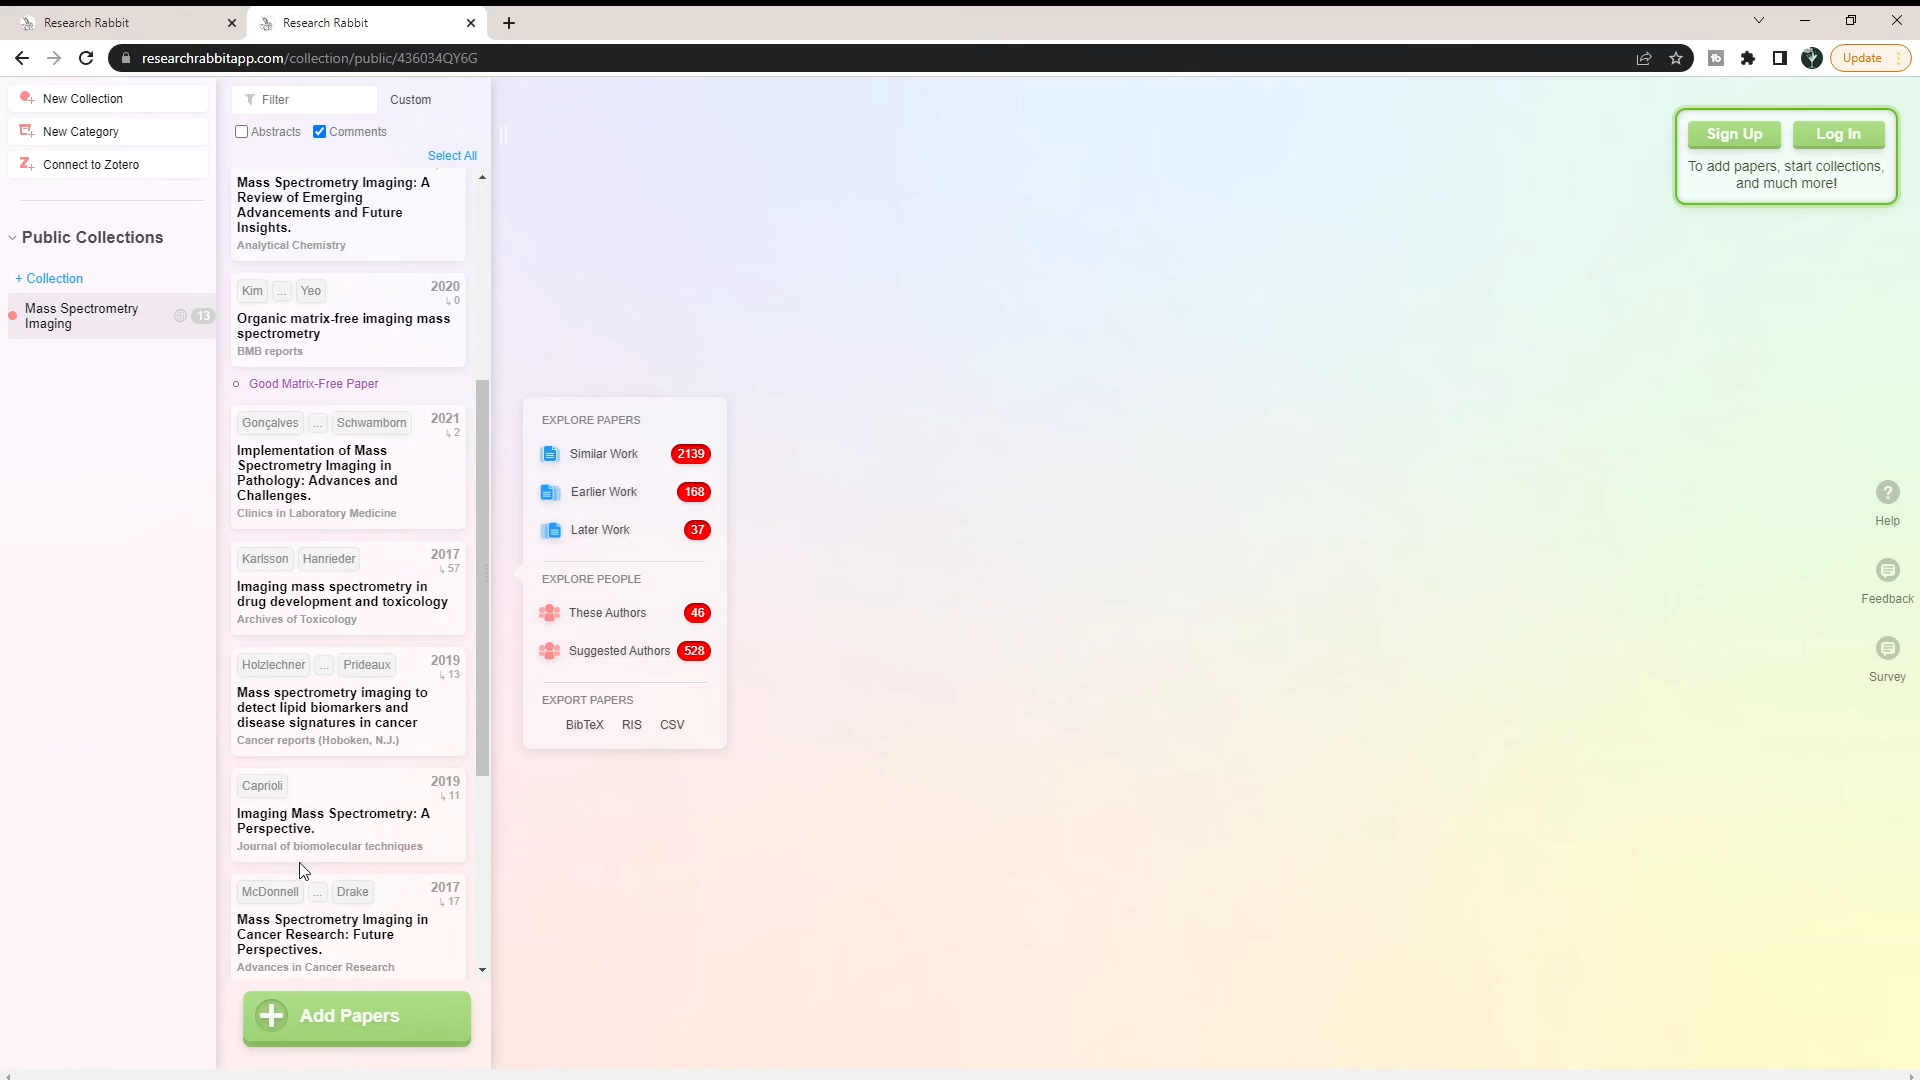 Research Rabbit
Research Rabbit
researchrabbitapp.com/collection/public/436034QY6G
Update
New Collection
New Category
Connect to Zotero
Public Collections
+ Collection
Mass Spectrometry
Imaging
13
Filter
Custom
Abstracts
Comments
Select All
Mass Spectrometry Imaging: A
Review of Emerging
Advancements and Future
Insights.
Analytical Chemistry
Kim ... Yeo 2020
0
Organic matrix-free imaging mass
spectrometry
BMB reports
Good Matrix-Free Paper
Gonçalves ... Schwamborn 2021
2
Implementation of Mass
Spectrometry Imaging in
Pathology: Advances and
Challenges.
Clinics in Laboratory Medicine
Karlsson Hanrieder 2017
57
Imaging mass spectrometry in
drug development and toxicology
Archives of Toxicology
Holzlechner ... Prideaux 2019
13
Mass spectrometry imaging to
detect lipid biomarkers and
disease signatures in cancer
Cancer reports (Hoboken, N.J.)
Caprioli 2019
11
Imaging Mass Spectrometry: A
Perspective.
Journal of biomolecular techniques
McDonnell ... Drake 2017
17
Mass Spectrometry Imaging in
Cancer Research: Future
Perspectives.
Advances in Cancer Research
Add Papers
EXPLORE PAPERS
Similar Work 2139
Earlier Work 168
Later Work 37
EXPLORE PEOPLE
These Authors 46
Suggested Authors 528
EXPORT PAPERS
BibTeX RIS CSV
Sign Up Log In
To add papers, start collections,
and much more!
Help
Feedback
Survey